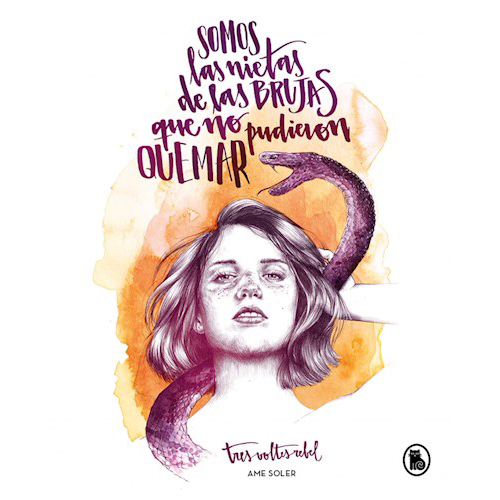 SOMOS
las nietas
de las BRUJAS
que no pudieron
QUEMAR
tres voltes rebel
AME SOLER